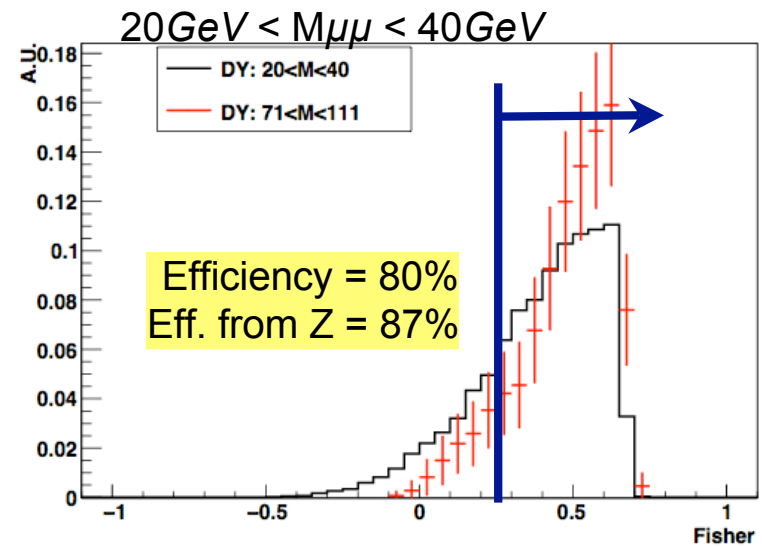 20GeV < Mμμ < 40GeV
A.U.
0.18
0.16
0.14
0.12
0.1
0.08
0.06
0.04
0.02
0
DY: 20<M<40
DY: 71<M<111
Efficiency = 80%
Eff. from Z = 87%
−1 −0.5 0 0.5 1
Fisher